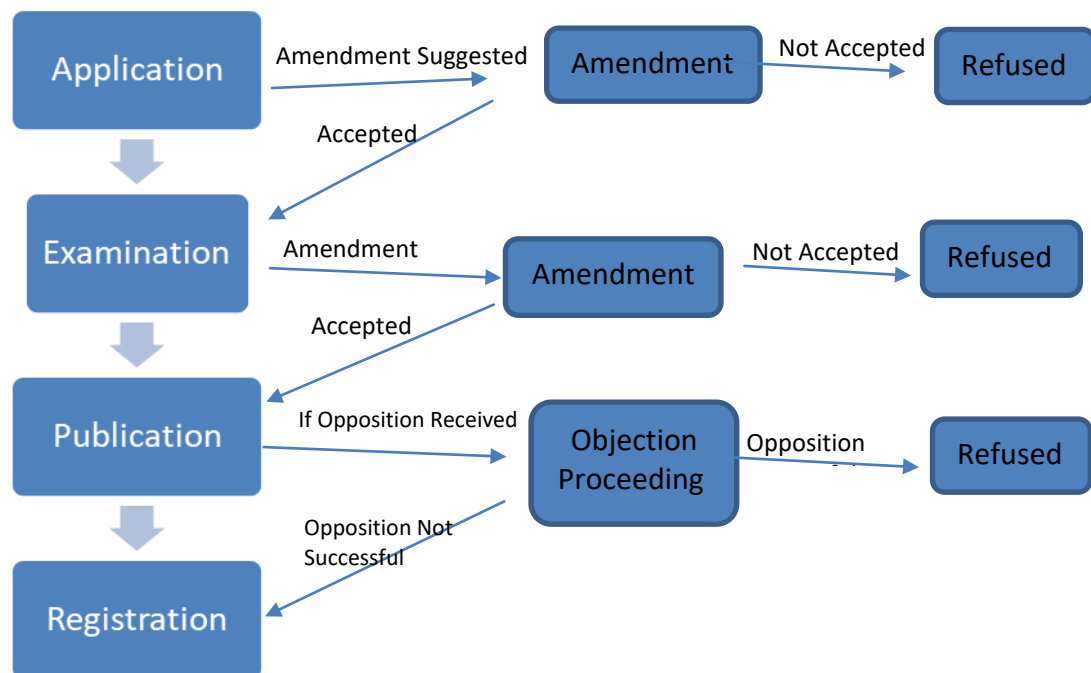 Application
Amendment Suggested
Amendment
Not Accepted
Refused
Accepted
Examination
Amendment
Amendment
Not Accepted
Refused
Accepted
Publication
If Opposition Received
Objection
Proceeding
Opposition
Refused
Opposition Not
Successful
Registration